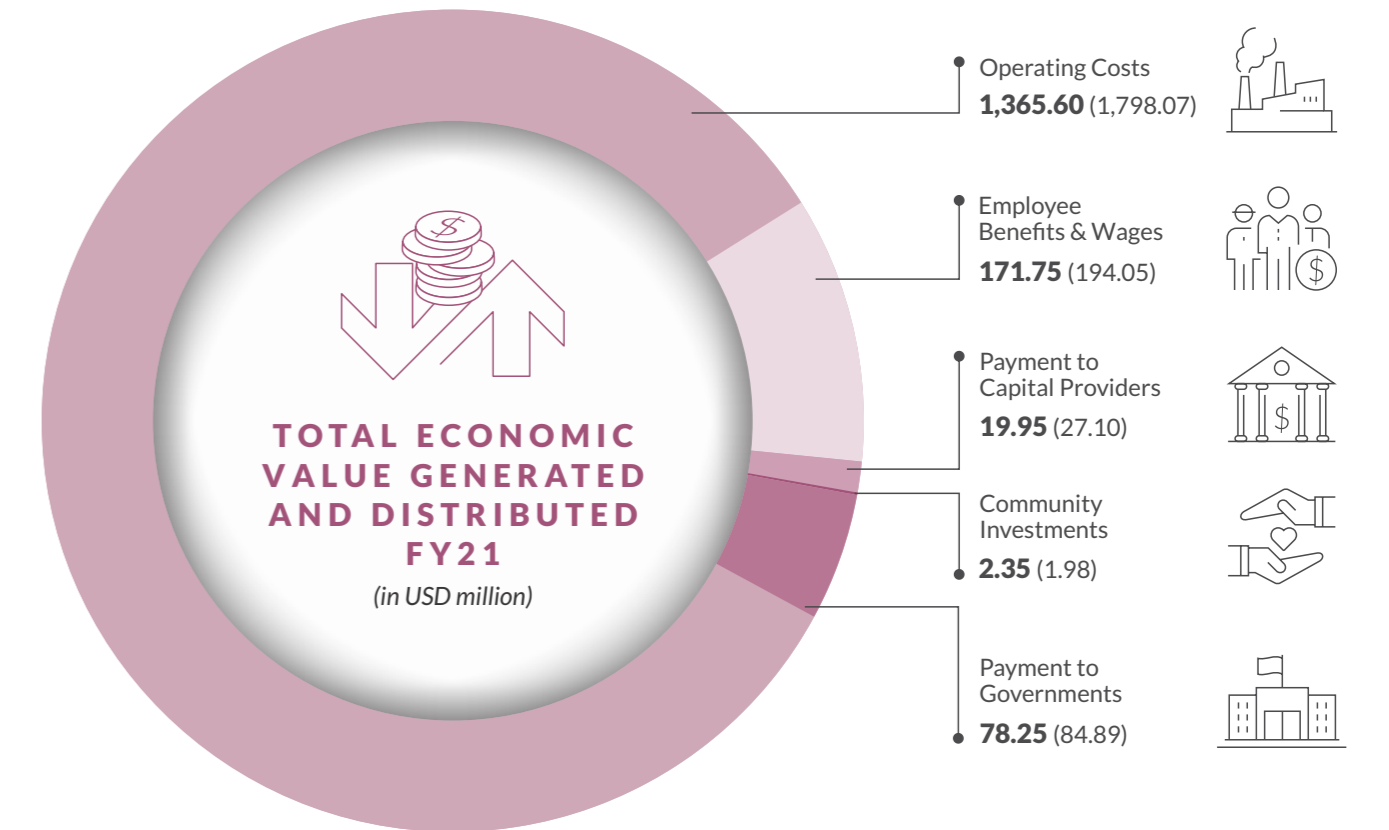 TOTAL ECONOMIC
VALUE GENERATED
AND DISTRIBUTED
FY21
(in USD million)
Operating Costs
1,365.60 (1,798.07)
Employee
Benefits & Wages
171.75 (194.05)
$
Payment to
Capital Providers
19.95 (27.10)
$
Community
Investments
2.35 (1.98)
Payment to
Governments
78.25 (84.89)
$